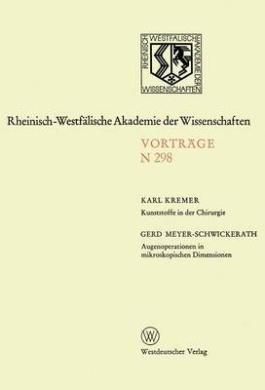 RHEINISCH-
WESTFÄLISCHE
AKADEMIE DER
WISSENSCHAFTEN
Rheinisch-Westfälische Akademie der Wissenschaften
VORTRÄGE
N 298
KARL KREMER
Kunststoffe in der Chirurgie
GERD MEYER-SCHWICKERATH
Augenoperationen in
mikroskopischen Dimensionen
Westdeutscher Verlag